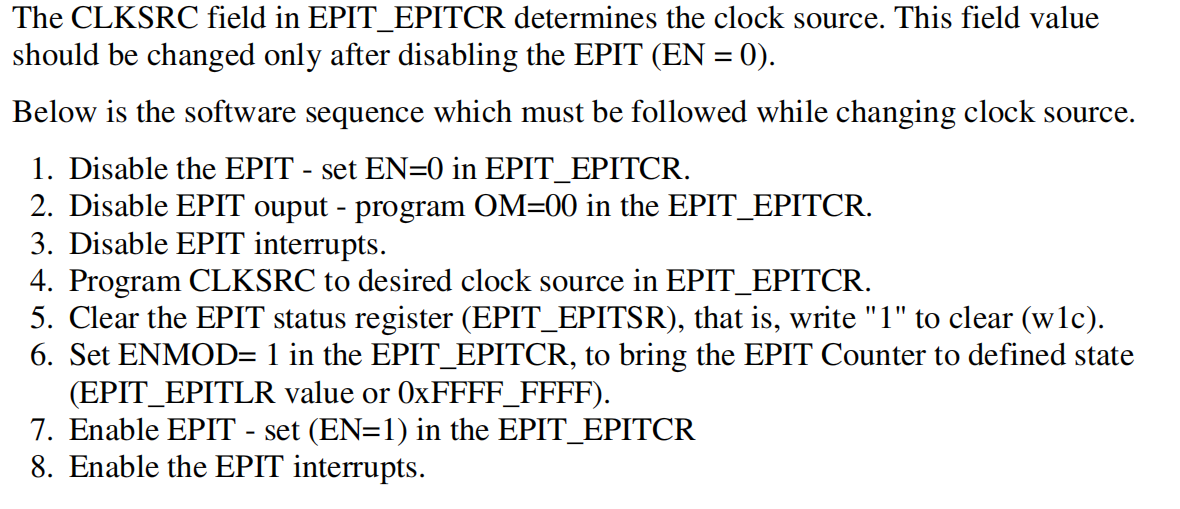 The CLKSRC field in EPIT_EPITCR determines the clock source. This field value
should be changed only after disabling the EPIT (EN = 0).
Below is the software sequence which must be followed while changing clock source.
1. Disable the EPIT - set EN=0 in EPIT_EPITCR.
2. Disable EPIT ouput - program OM=00 in the EPIT_EPITCR.
3. Disable EPIT interrupts.
4. Program CLKSRC to desired clock source in EPIT_EPITCR.
5. Clear the EPIT status register (EPIT_EPITSR), that is, write "1" to clear (w1c).
6. Set ENMOD= 1 in the EPIT_EPITCR, to bring the EPIT Counter to defined state
(EPIT_EPITLR value or 0xFFFF_FFFF).
7. Enable EPIT - set (EN=1) in the EPIT_EPITCR
8. Enable the EPIT interrupts.